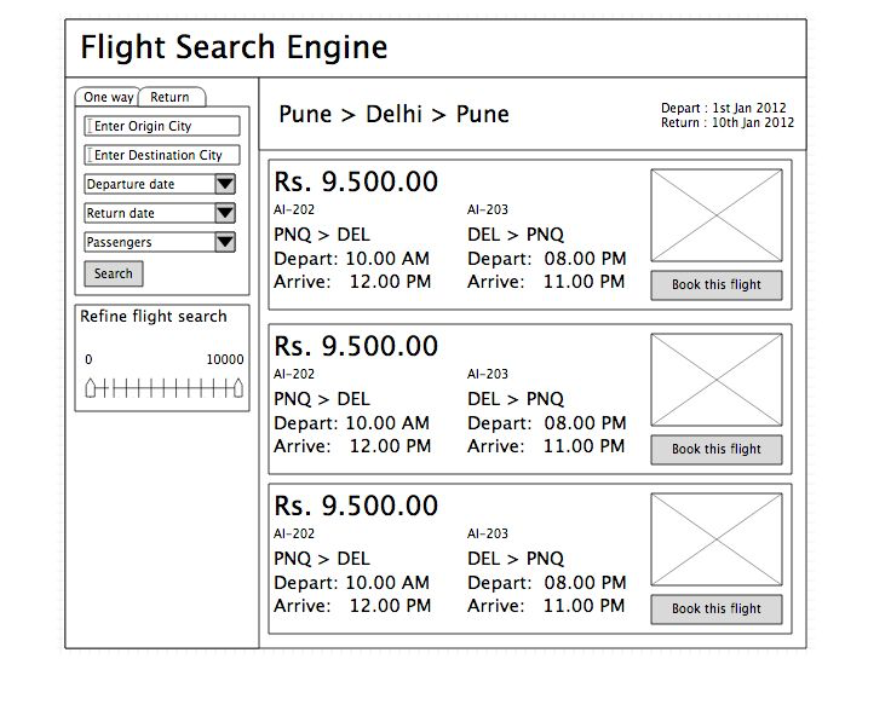 Flight Search Engine
One way Return
Enter Origin City
Enter Destination City
Departure date
Return date
Passengers
Search
Refine flight search
0 10000
Pune > Delhi > Pune
Depart : 1st Jan 2012
Return : 10th Jan 2012
Rs. 9.500.00
AI-202 AI-203
PNQ > DEL DEL > PNQ
Depart: 10.00 AM Depart: 08.00 PM
Arrive: 12.00 PM Arrive: 11.00 PM
Book this flight
Rs. 9.500.00
AI-202 AI-203
PNQ > DEL DEL > PNQ
Depart: 10.00 AM Depart: 08.00 PM
Arrive: 12.00 PM Arrive: 11.00 PM
Book this flight
Rs. 9.500.00
AI-202 AI-203
PNQ > DEL DEL > PNQ
Depart: 10.00 AM Depart: 08.00 PM
Arrive: 12.00 PM Arrive: 11.00 PM
Book this flight